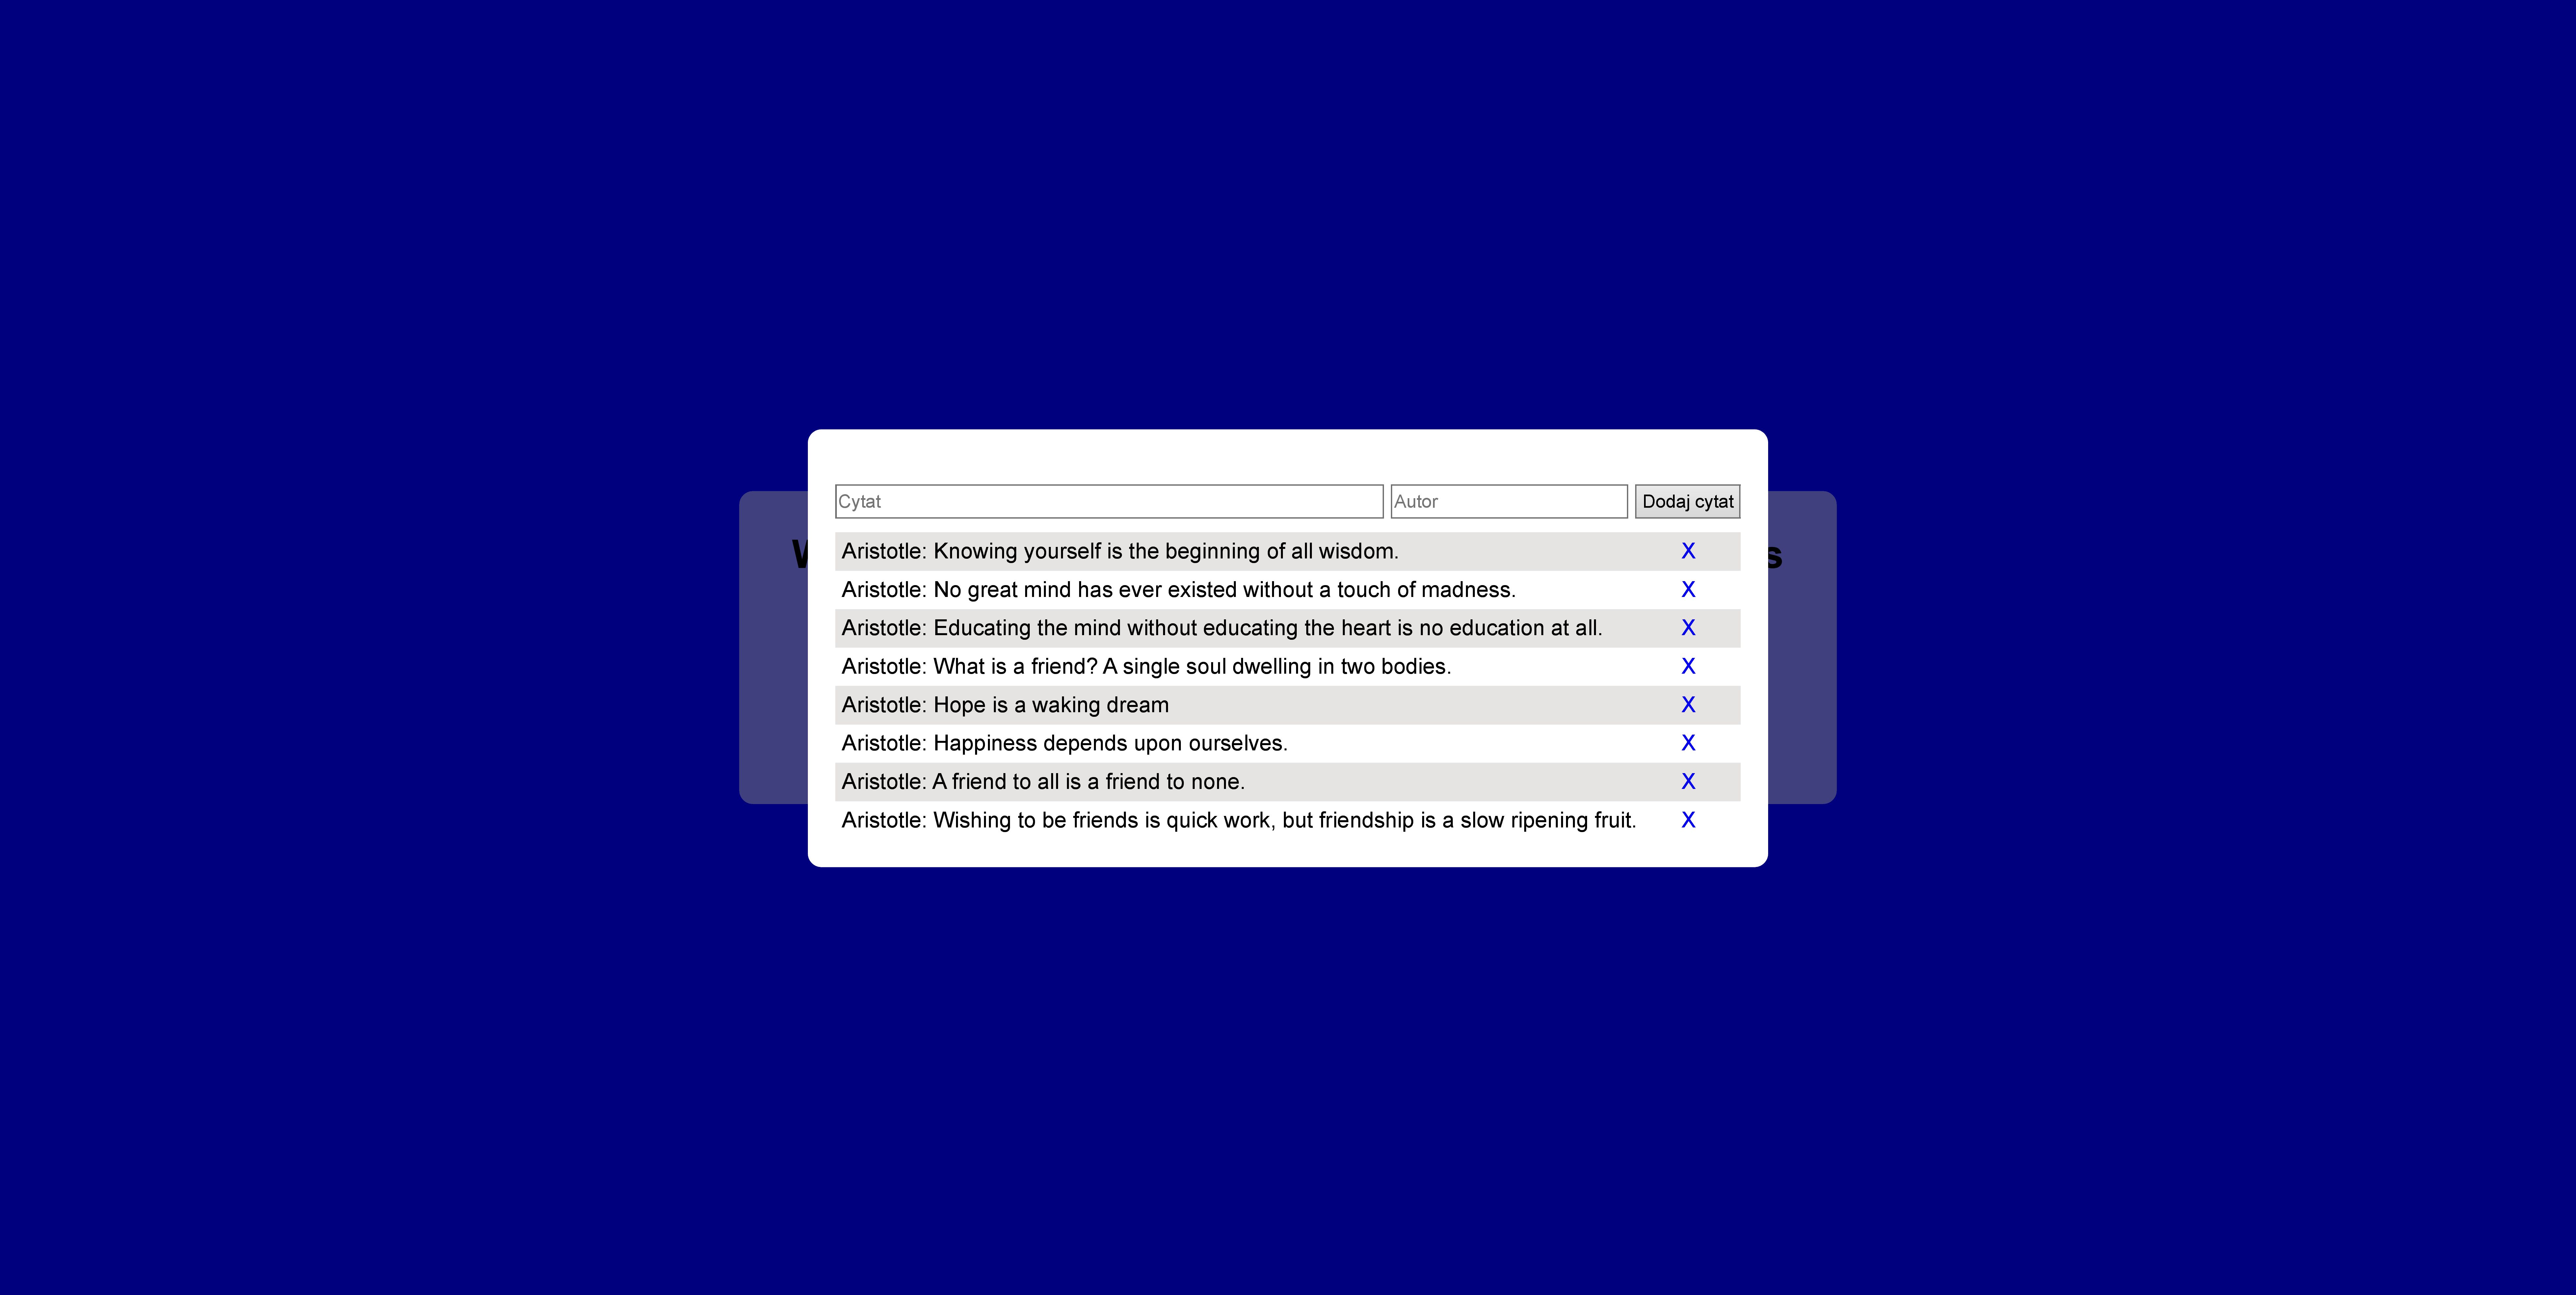 Cytat Autor Dodaj cytat
Aristotle: Knowing yourself is the beginning of all wisdom. X
Aristotle: No great mind has ever existed without a touch of madness. X
Aristotle: Educating the mind without educating the heart is no education at all. X
Aristotle: What is a friend? A single soul dwelling in two bodies. X
Aristotle: Hope is a waking dream X
Aristotle: Happiness depends upon ourselves. X
Aristotle: A friend to all is a friend to none. X
Aristotle: Wishing to be friends is quick work, but friendship is a slow ripening fruit. X